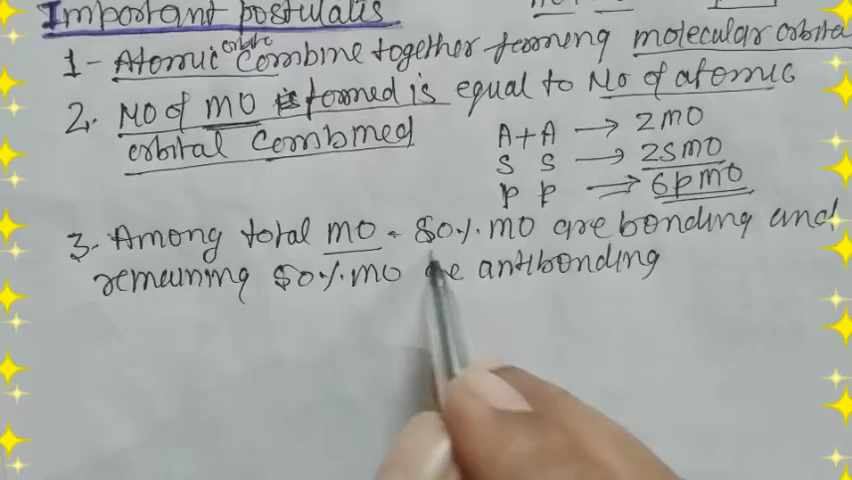 Important postulates
1- Atomic orbital combine together forming molecular orbital
2. No of MO is formed is equal to No of atomic
orbital combined
A+A → 2MO
S S → 2SMO
P P ⇒ 6PMO
3- Among total MO - 50% MO are bonding and
remaining 50% MO are antibonding